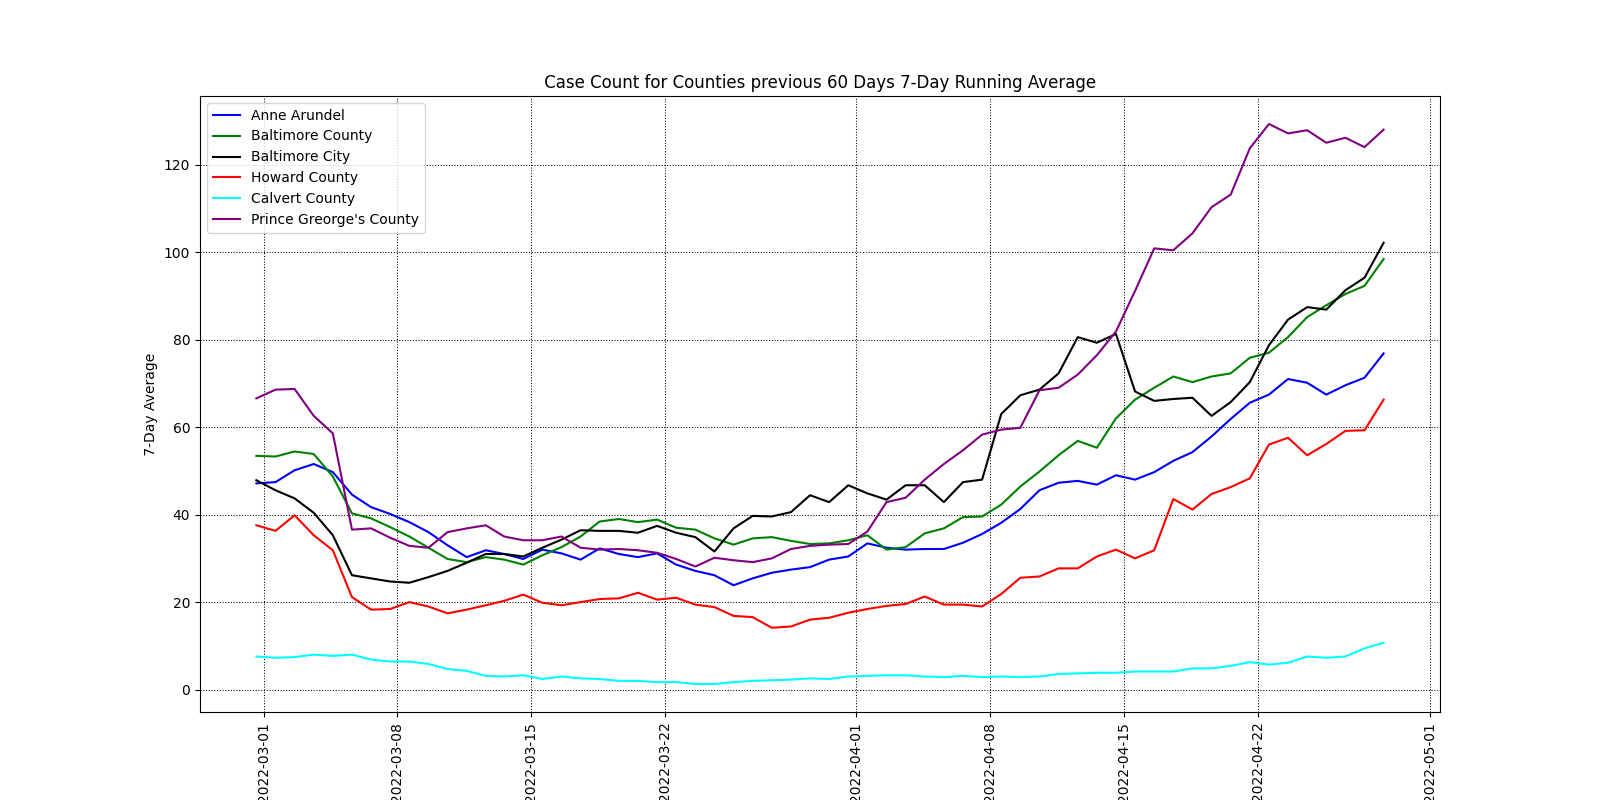 Case Count for Counties previous 60 Days 7-Day Running Average
Anne Arundel
Baltimore County
Baltimore City
Howard County
Calvert County
Prince Greorge's County
7-Day Average
120
100
80
60
40
20
0
2022-03-01
2022-03-08
2022-03-15
2022-03-22
2022-04-01
2022-04-08
2022-04-15
2022-04-22
2022-05-01